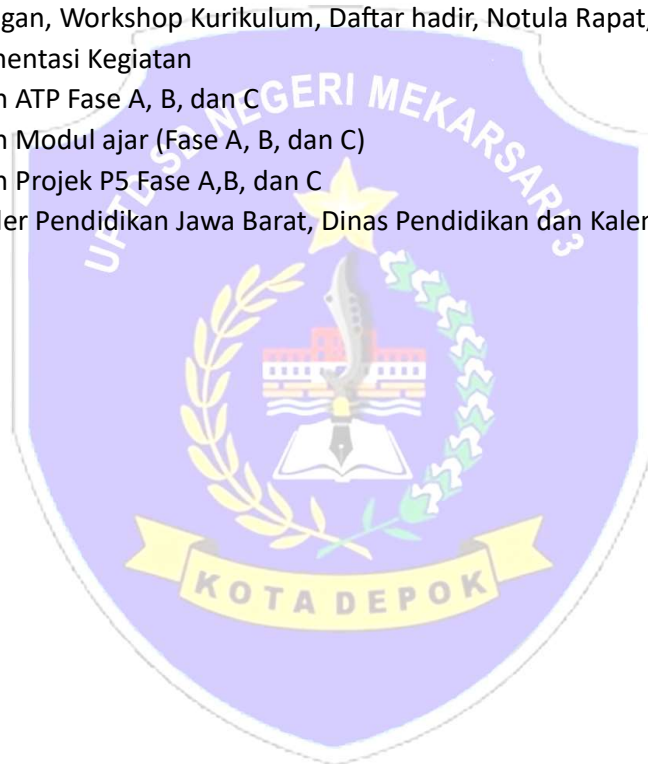 gan, Workshop Kurikulum, Daftar hadir, Notula Rapat,
mentasi Kegiatan
n ATP Fase A, B, dan C
n Modul ajar (Fase A, B, dan C)
n Projek P5 Fase A,B, dan C
der Pendidikan Jawa Barat, Dinas Pendidikan dan Kalen
UPTD SD NEGERI MEKARSARI 3
KOTA DEPOK